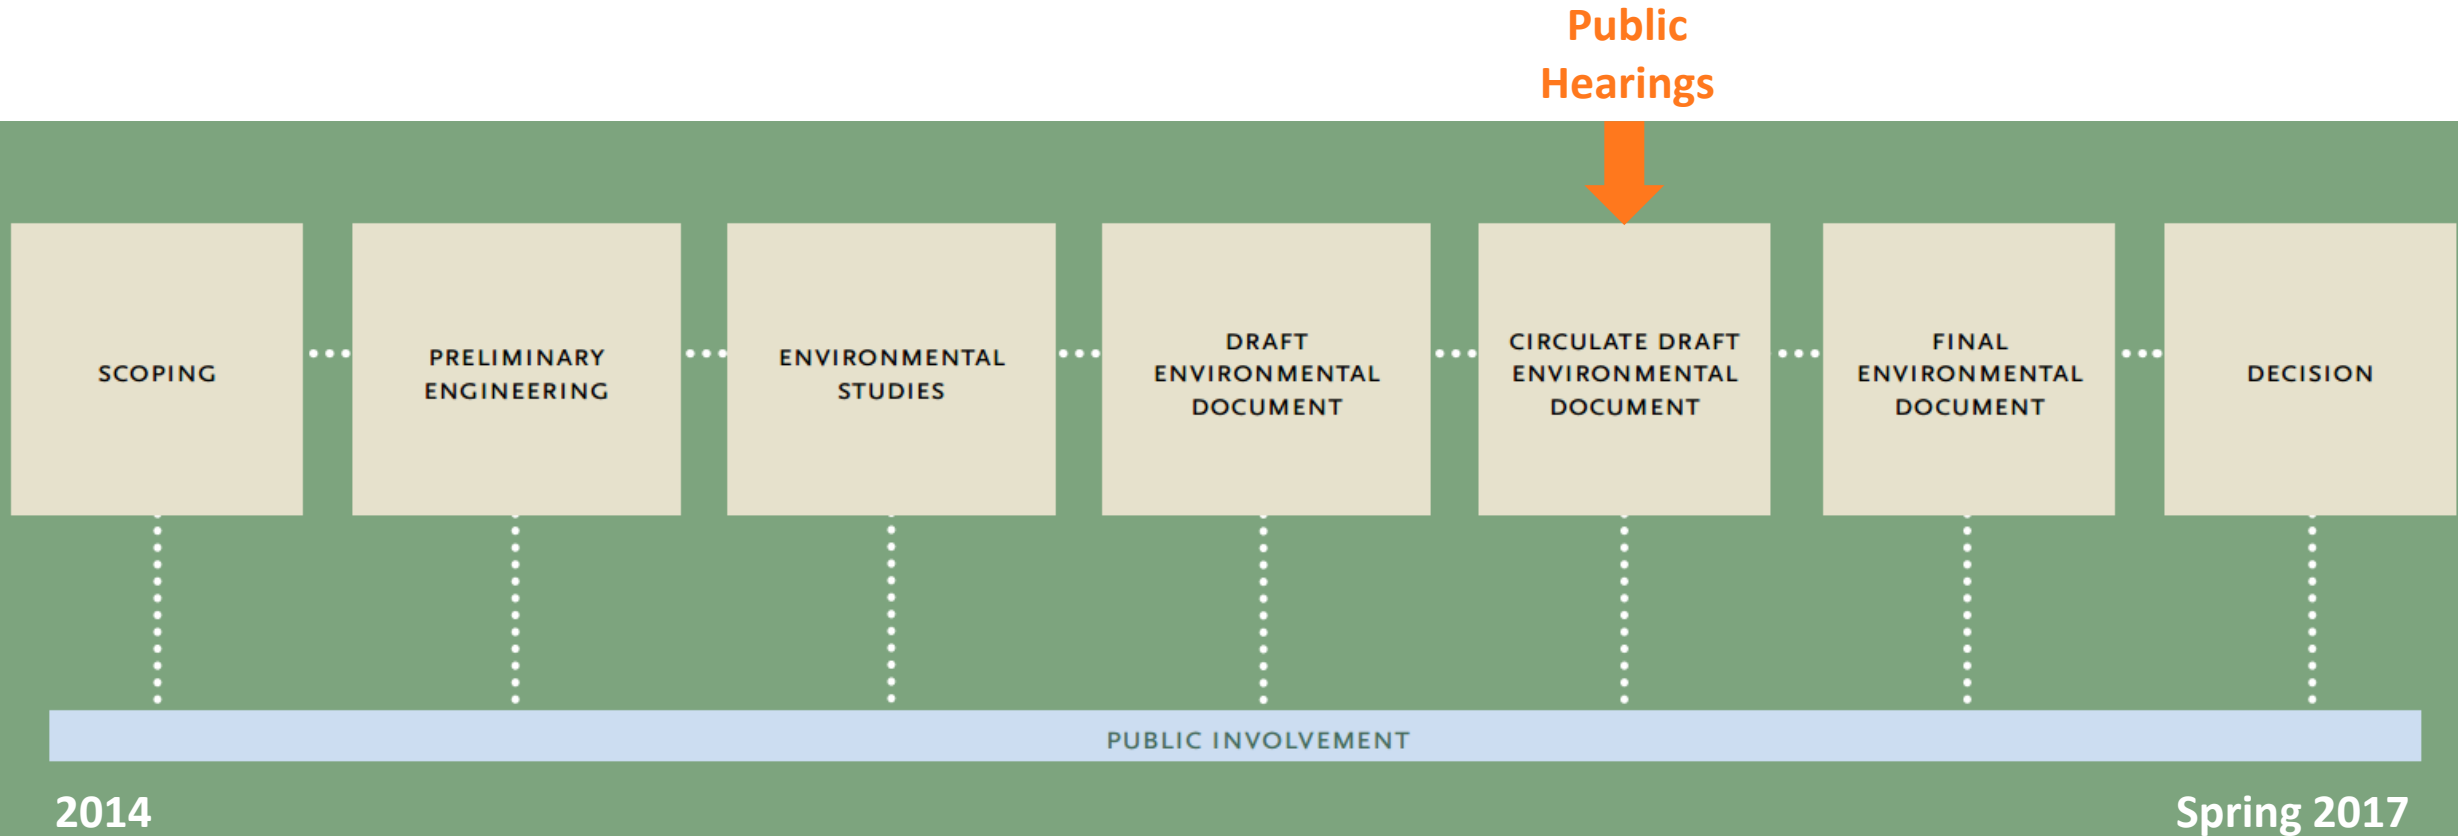 Public
Hearings
SCOPING
PRELIMINARY
ENGINEERING
ENVIRONMENTAL
STUDIES
DRAFT
ENVIRONMENTAL
DOCUMENT
CIRCULATE DRAFT
ENVIRONMENTAL
DOCUMENT
FINAL
ENVIRONMENTAL
DOCUMENT
DECISION
PUBLIC INVOLVEMENT
2014
Spring 2017